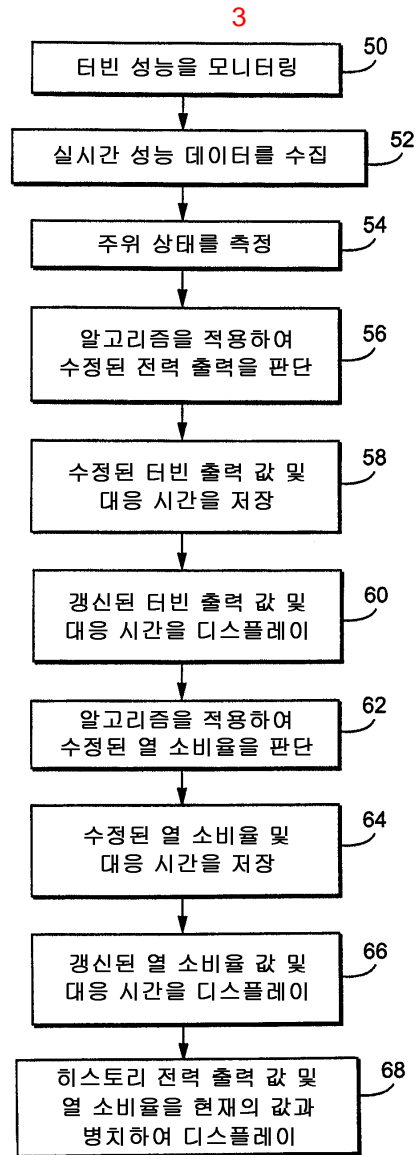 3
터빈 성능을 모니터링
50
실시간 성능 데이터를 수집
52
주위 상태를 측정
54
알고리즘을 적용하여
수정된 전력 출력을 판단
56
수정된 터빈 출력 값 및
대응 시간을 저장
58
갱신된 터빈 출력 값 및
대응 시간을 디스플레이
60
알고리즘을 적용하여
수정된 열 소비율을 판단
62
수정된 열 소비율 및
대응 시간을 저장
64
갱신된 열 소비율 값 및
대응 시간을 디스플레이
66
히스토리 전력 출력 값 및
열 소비율을 현재의 값과
병치하여 디스플레이
68